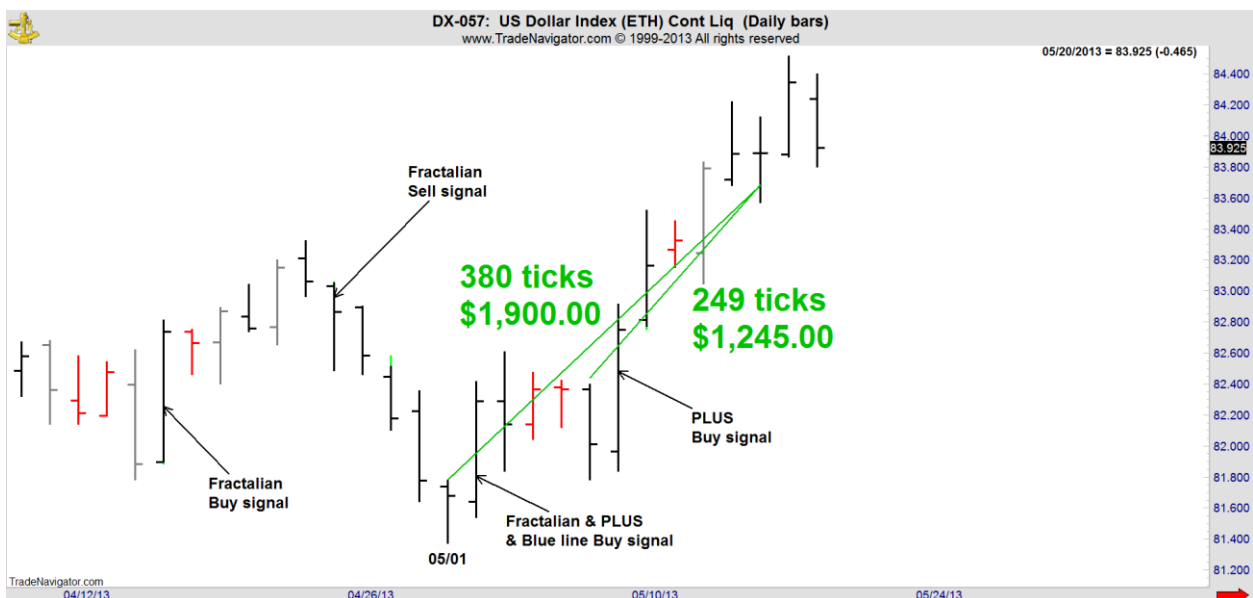 DX-057: US Dollar Index (ETH) Cont Liq (Daily bars)
www.TradeNavigator.com © 1999-2013 All rights reserved
05/20/2013 = 83.925 (-0.465)
84.400
84.200
84.000
83.925
83.800
83.600
83.400
83.200
83.000
82.800
82.600
82.400
82.200
82.000
81.800
81.600
81.400
81.200
Fractalian
Sell signal
380 ticks
$1,900.00
249 ticks
$1,245.00
PLUS
Buy signal
Fractalian
Buy signal
Fractalian & PLUS
& Blue line Buy signal
05/01
TradeNavigator.com
04/12/13
04/26/13
05/10/13
05/24/13